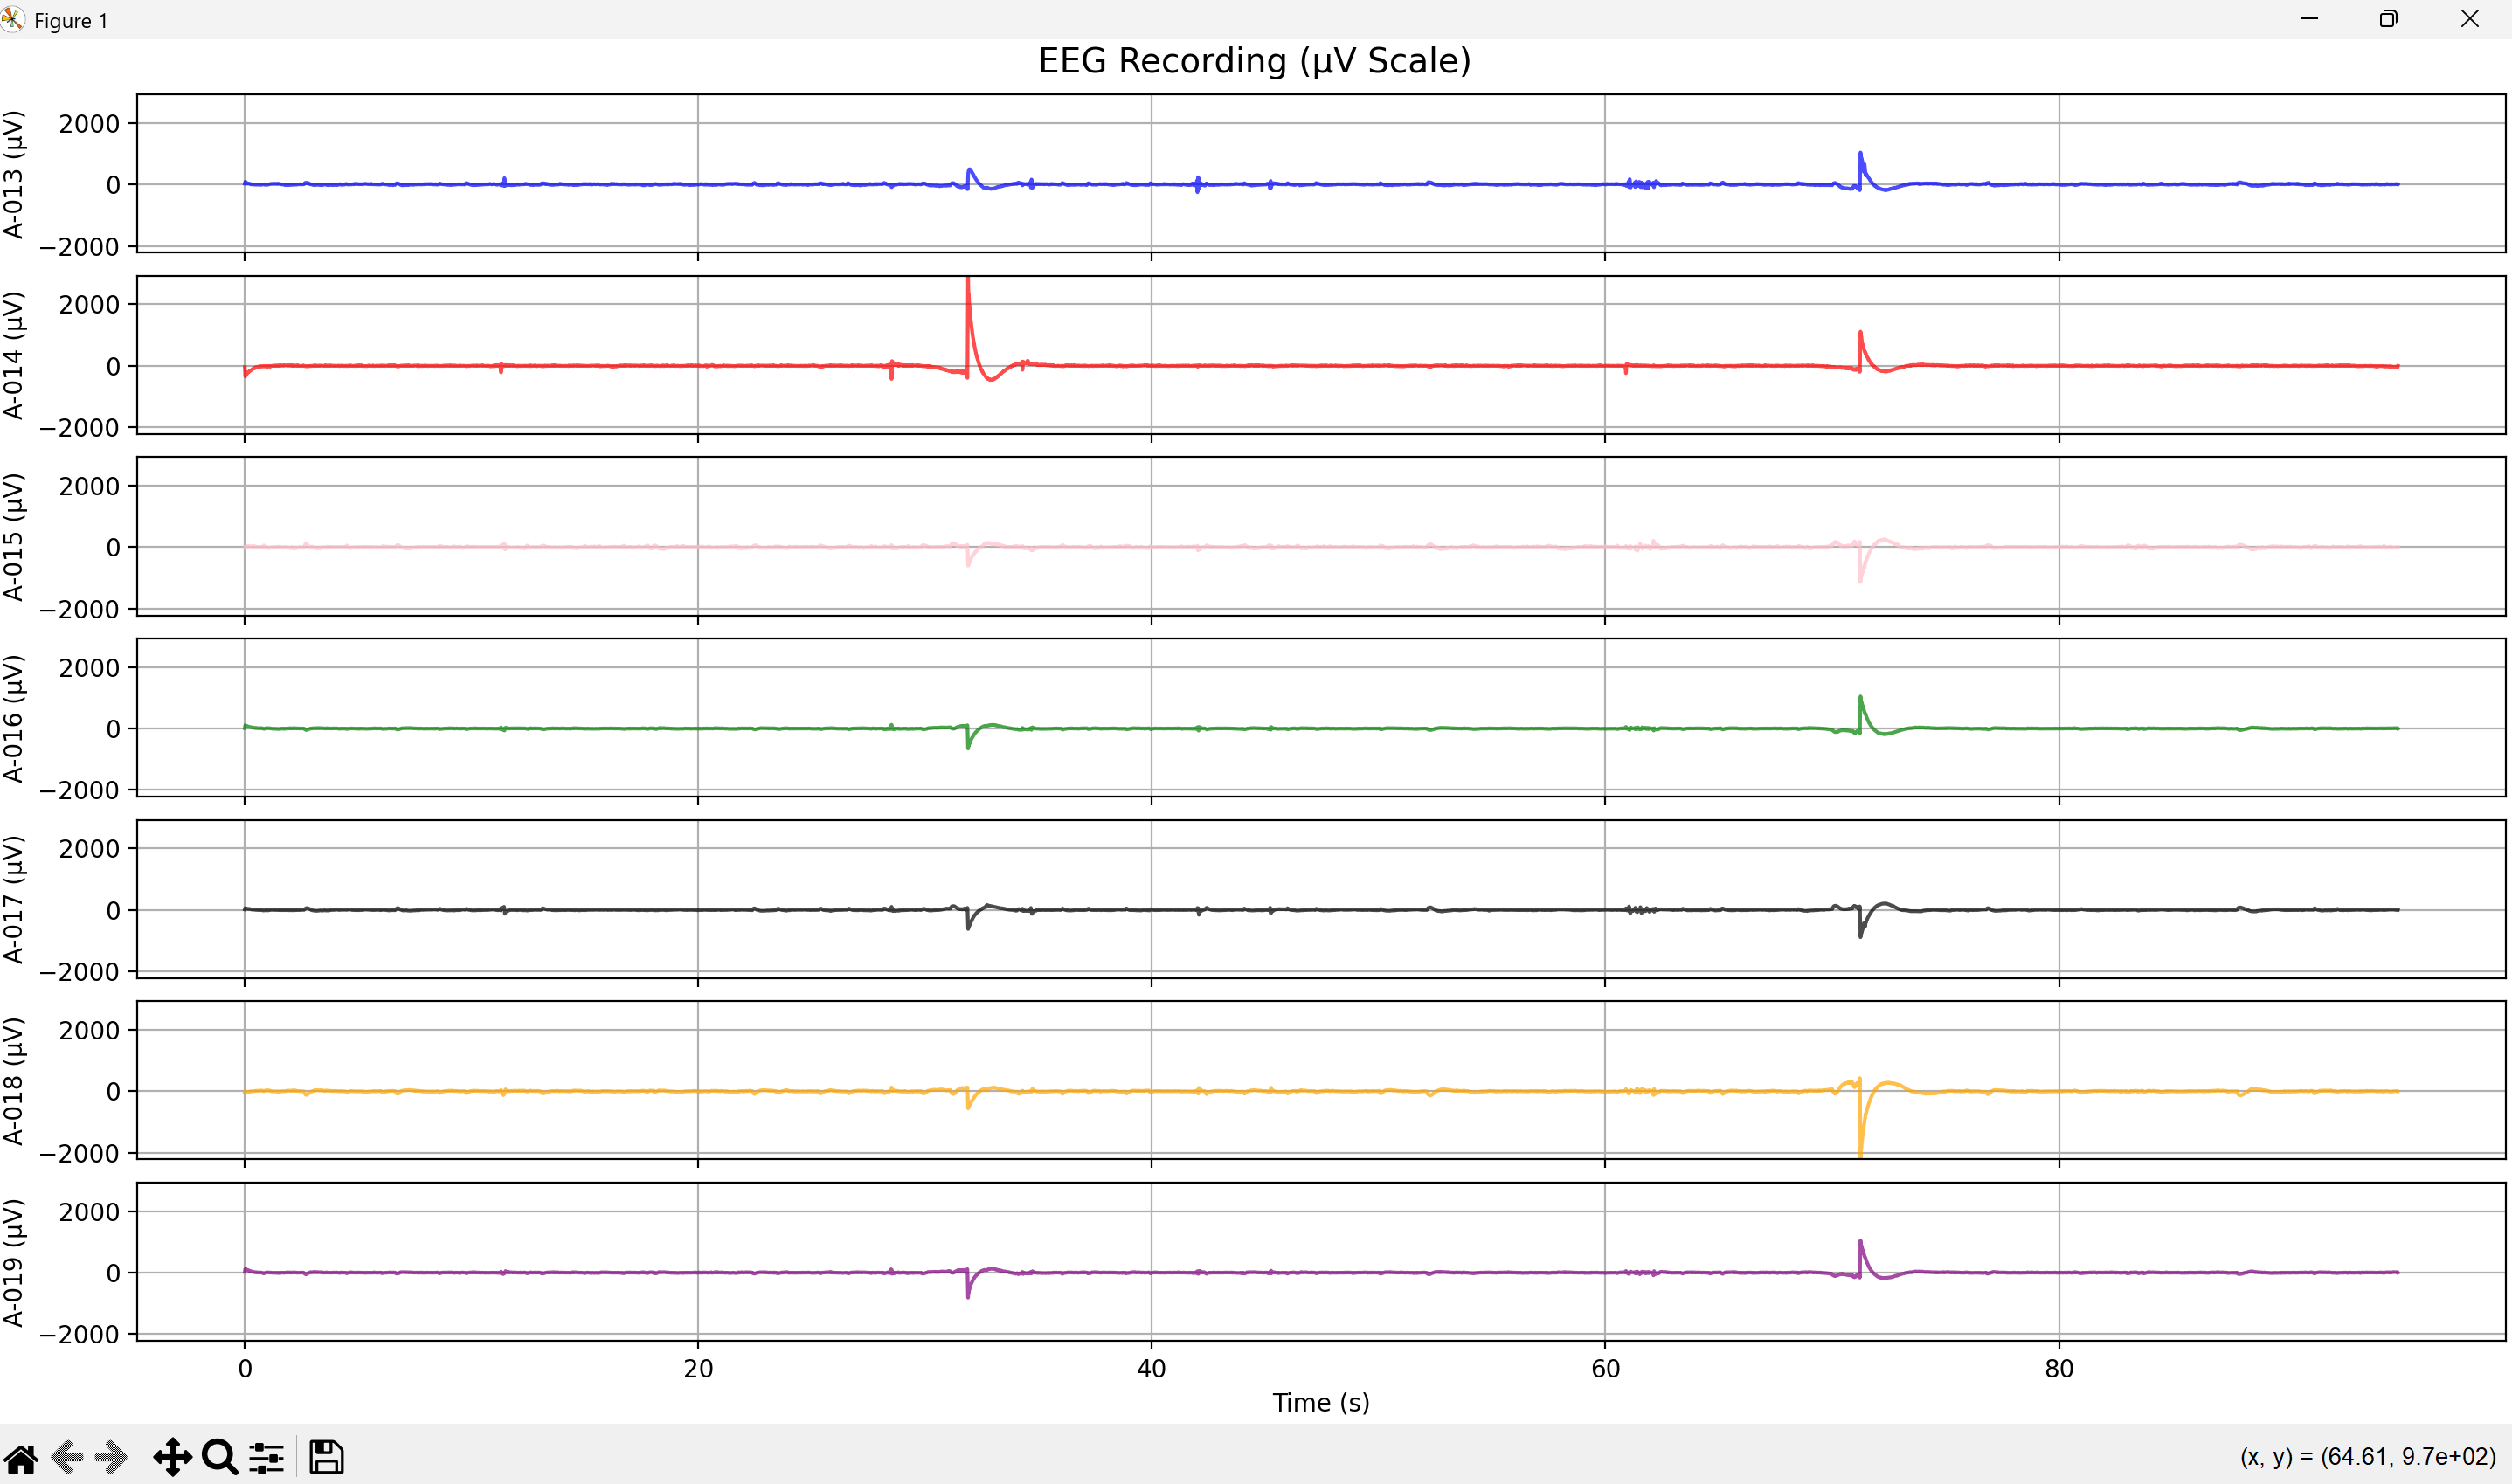 Figure 1
EEG Recording (μV Scale)
A-013 (μV)
2000
0
−2000
A-014 (μV)
2000
0
−2000
A-015 (μV)
2000
0
−2000
A-016 (μV)
2000
0
−2000
A-017 (μV)
2000
0
−2000
A-018 (μV)
2000
0
−2000
A-019 (μV)
2000
0
−2000
0 20 40 60 80
Time (s)
(x, y) = (64.61, 9.7e+02)